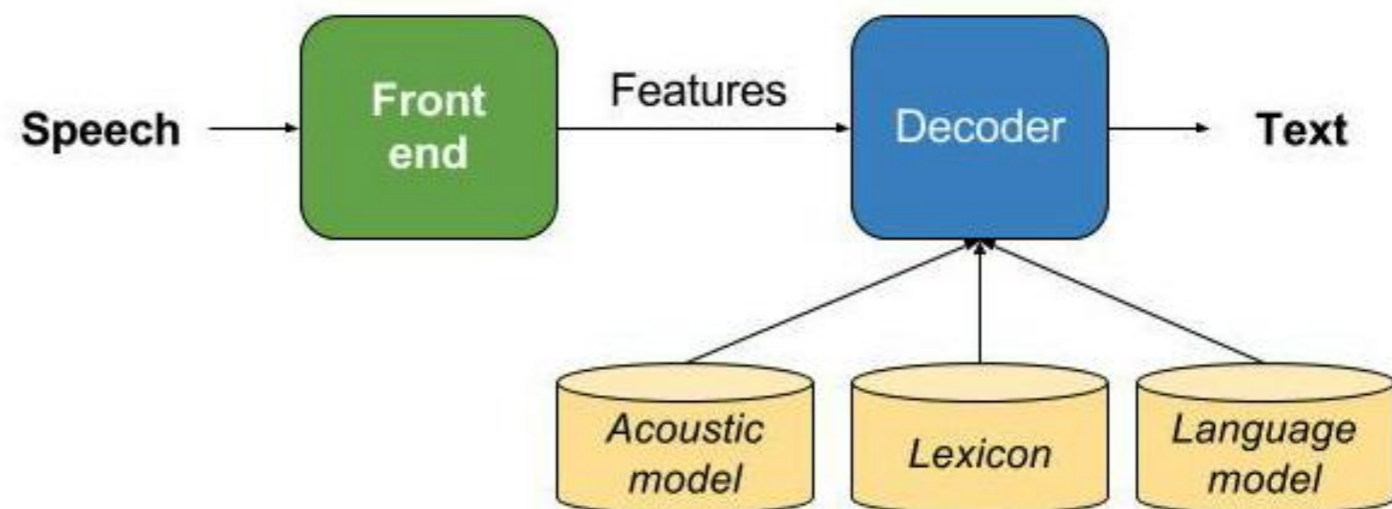 Speech
Front
end
Features
Decoder
Text
Acoustic
model
Lexicon
Language
model